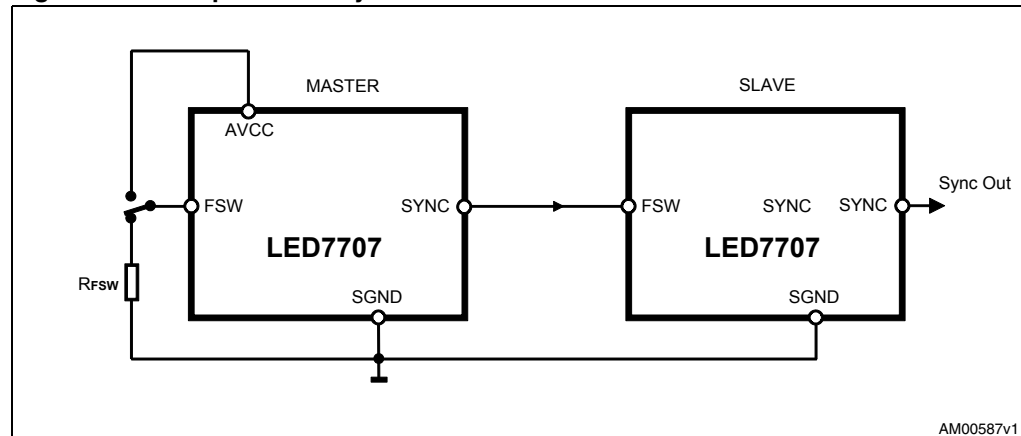 MASTER
SLAVE
AVCC
FSW
SYNC
FSW
SYNC
SYNC
Sync Out
LED7707
LED7707
RFSW
SGND
SGND
AM00587v1